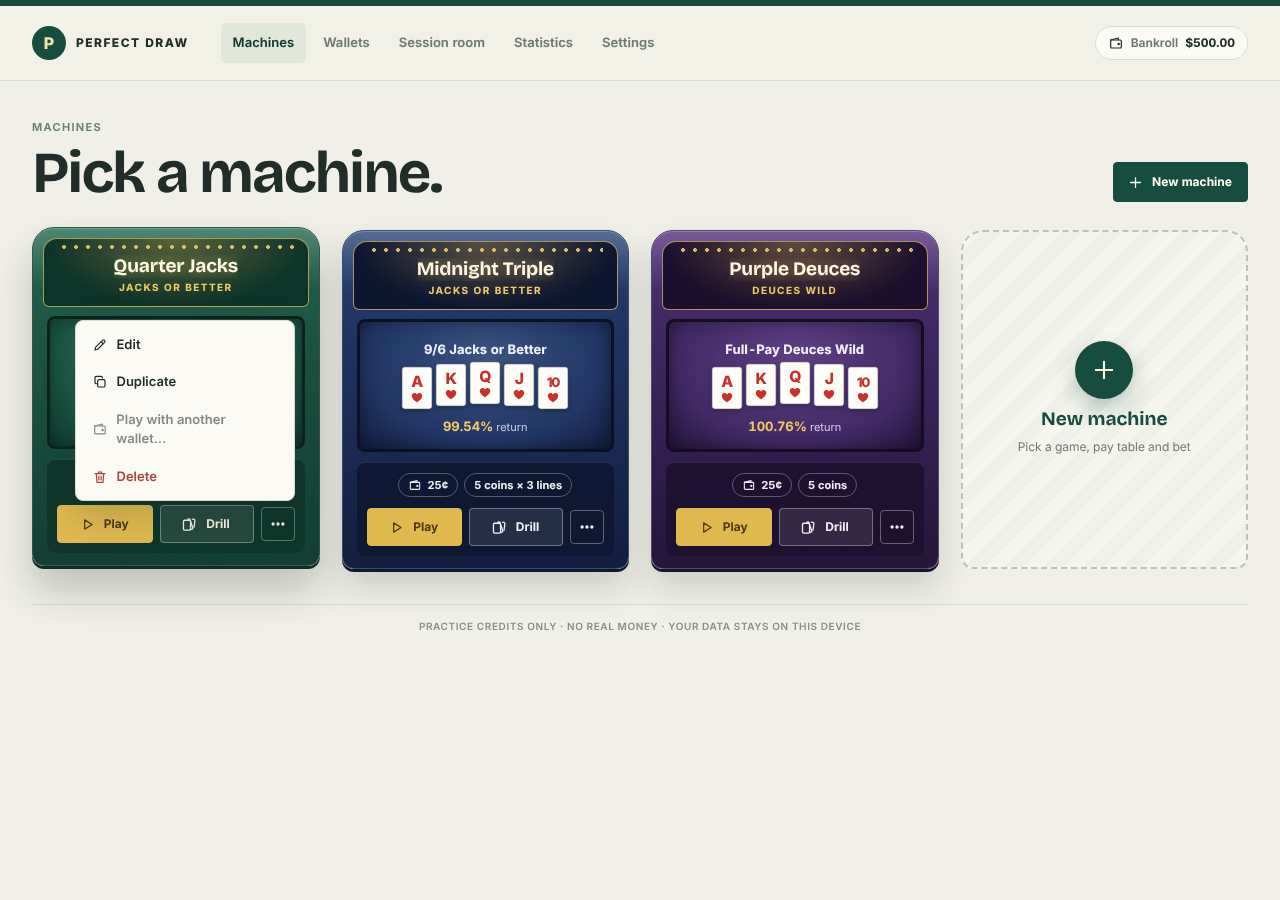 P PERFECT DRAW Machines Wallets Session room Statistics Settings Bankroll $500.00
MACHINES
Pick a machine.
New machine
Quarter Jacks
JACKS OR BETTER
Edit
Duplicate
Play with another
wallet...
Delete
Play Drill
Midnight Triple
JACKS OR BETTER
9/6 Jacks or Better
A K Q J 10
99.54% return
25¢ 5 coins × 3 lines
Play Drill
Purple Deuces
DEUCES WILD
Full-Pay Deuces Wild
A K Q J 10
100.76% return
25¢ 5 coins
Play Drill
New machine
Pick a game, pay table and bet
PRACTICE CREDITS ONLY · NO REAL MONEY · YOUR DATA STAYS ON THIS DEVICE